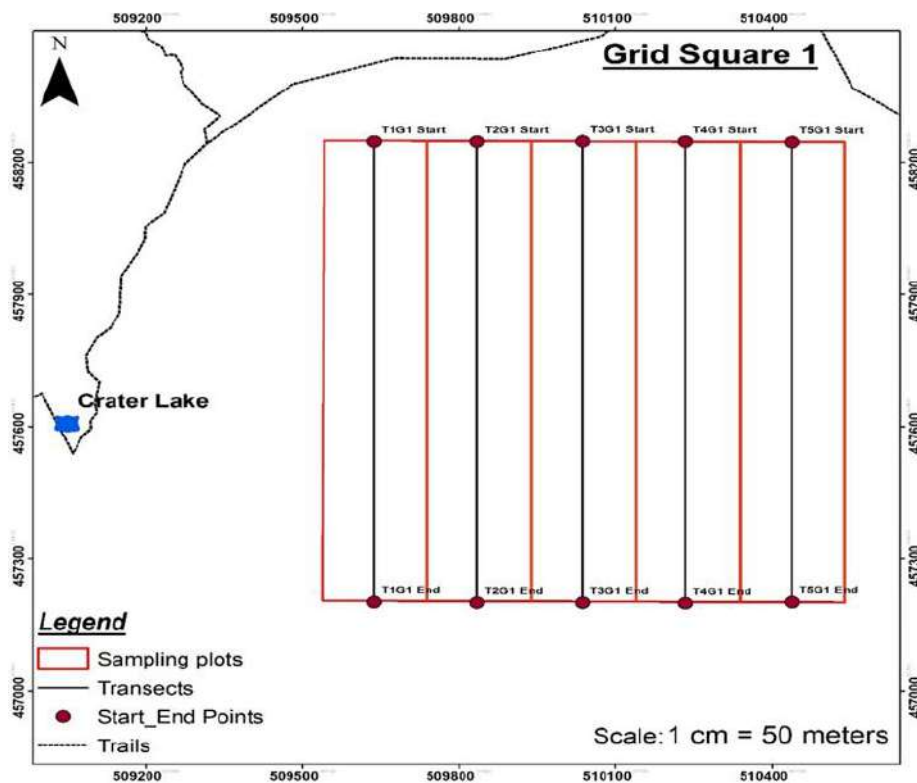 509200 509500 509800 510100 510400
N
Grid Square 1
T1G1 Start T2G1 Start T3G1 Start T4G1 Start T5G1 Start
458200 458200
457900 457900
Crater Lake
457600 457600
457300 457300
T1G1 End T2G1 End T3G1 End T4G1 End T5G1 End
Legend
Sampling plots
Transects
457000 457000
Start_End Points
Trails
Scale: 1 cm = 50 meters
509200 509500 509800 510100 510400